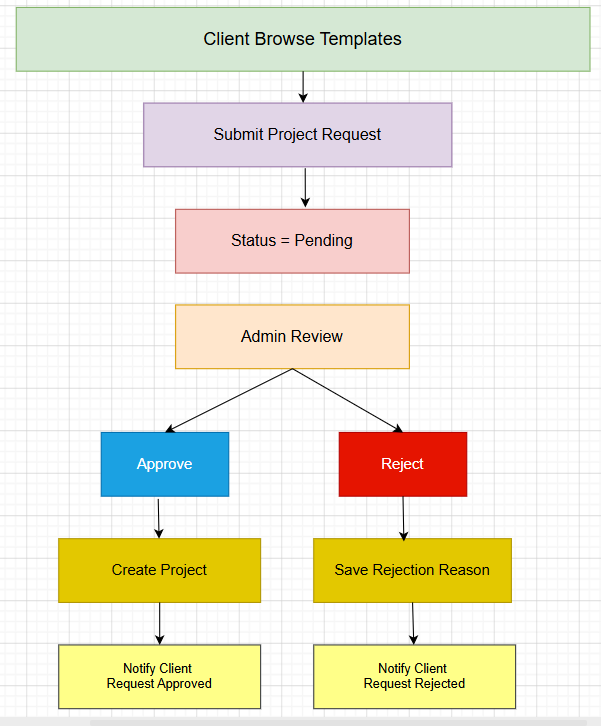 Client Browse Templates
Submit Project Request
Status = Pending
Admin Review
Approve
Reject
Create Project
Save Rejection Reason
Notify Client
Request Approved
Notify Client
Request Rejected